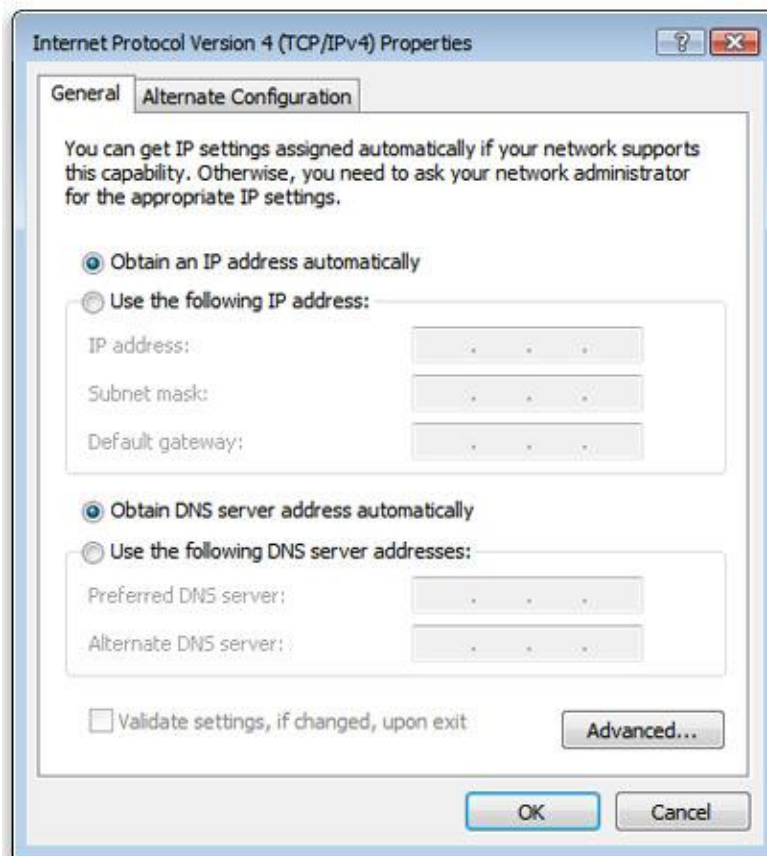 Internet Protocol Version 4 (TCP/IPv4) Properties
General
Alternate Configuration
You can get IP settings assigned automatically if your network supports
this capability. Otherwise, you need to ask your network administrator
for the appropriate IP settings.
Obtain an IP address automatically
Use the following IP address:
IP address:
Subnet mask:
Default gateway:
Obtain DNS server address automatically
Use the following DNS server addresses:
Preferred DNS server:
Alternate DNS server:
Validate settings, if changed, upon exit
Advanced...
OK
Cancel